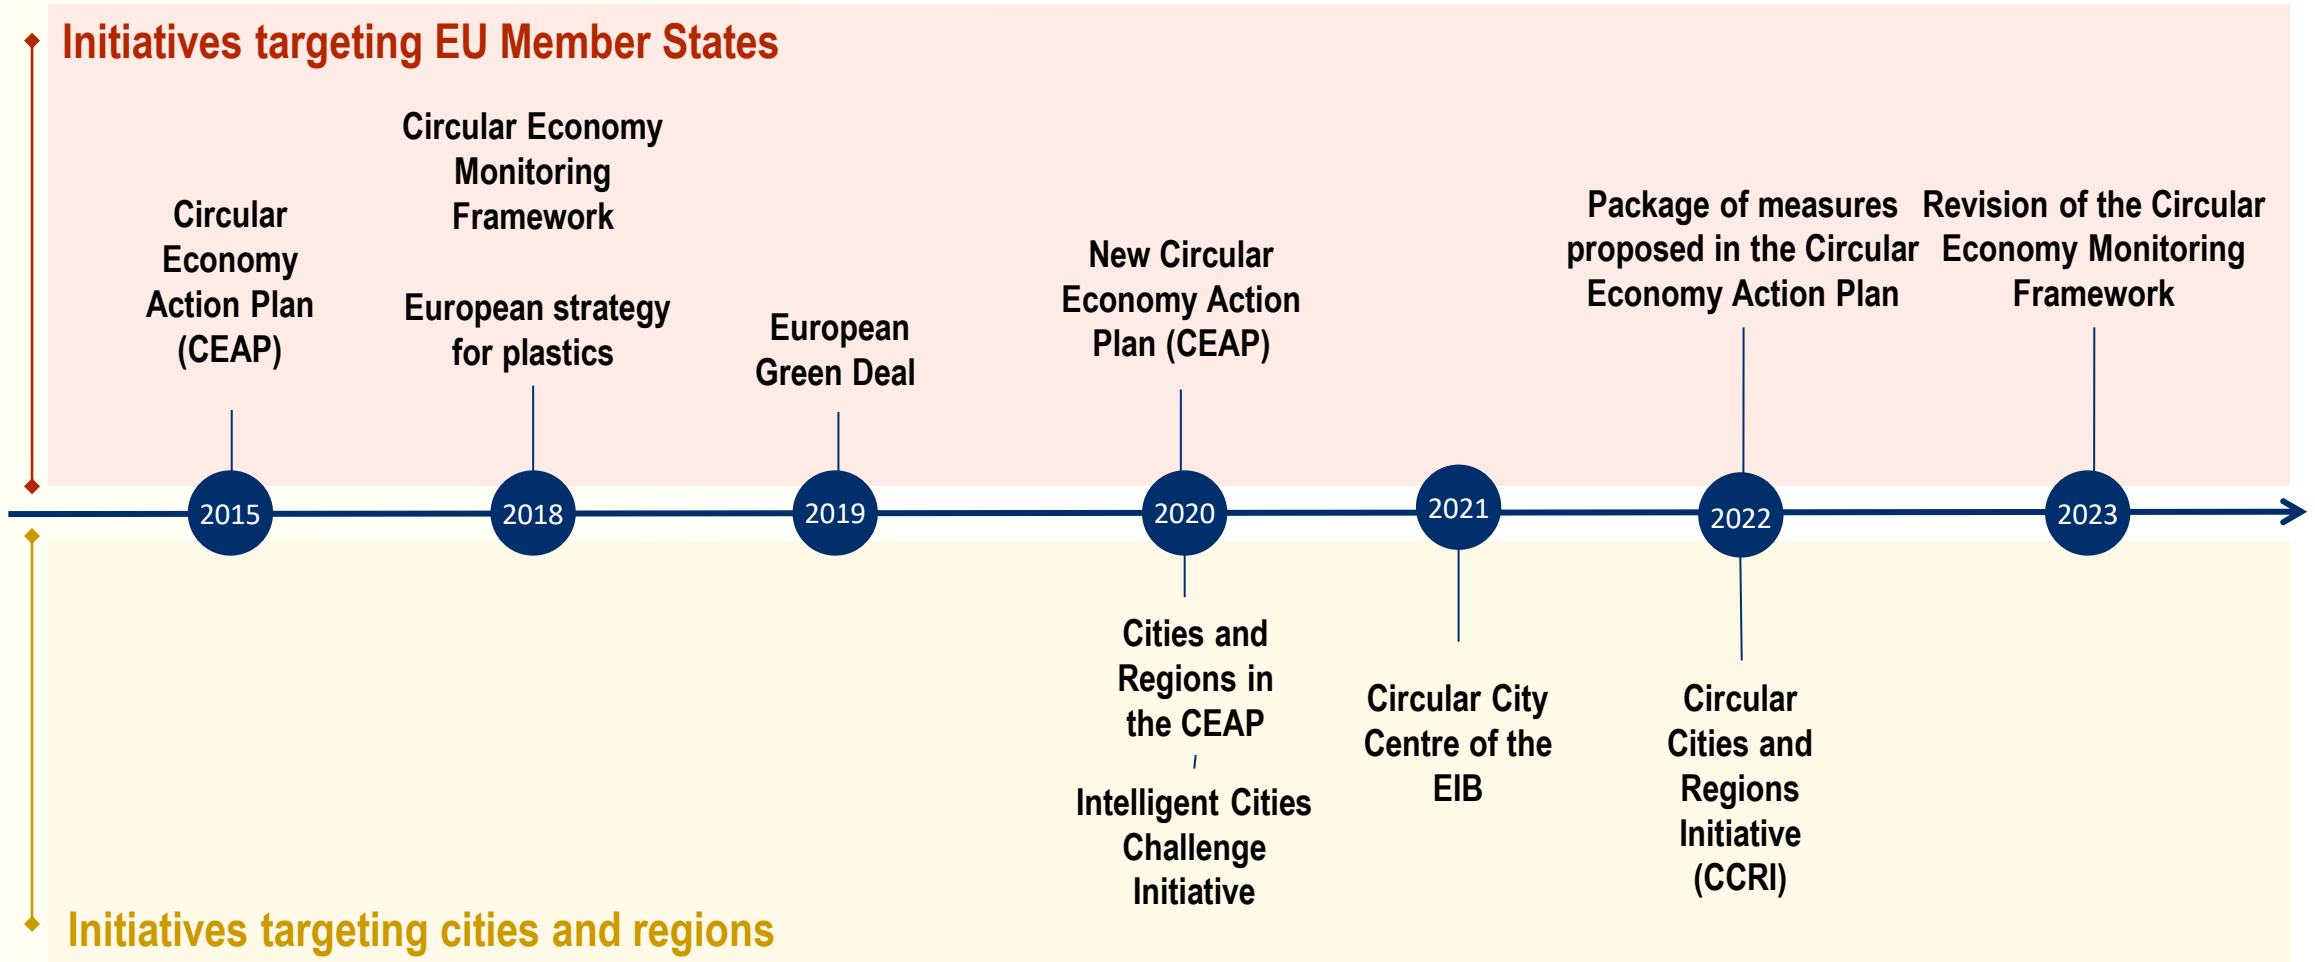 Initiatives targeting EU Member States
Circular
Economy
Action Plan
(CEAP)
Circular Economy
Monitoring
Framework
European strategy
for plastics
European
Green Deal
New Circular
Economy Action
Plan (CEAP)
Package of measures
proposed in the Circular
Economy Action Plan
Revision of the Circular
Economy Monitoring
Framework
2015
2018
2019
2020
2021
2022
2023
Cities and
Regions in
the CEAP
Intelligent Cities
Challenge
Initiative
Circular City
Centre of the
EIB
Circular
Cities and
Regions
Initiative
(CCRI)
Initiatives targeting cities and regions